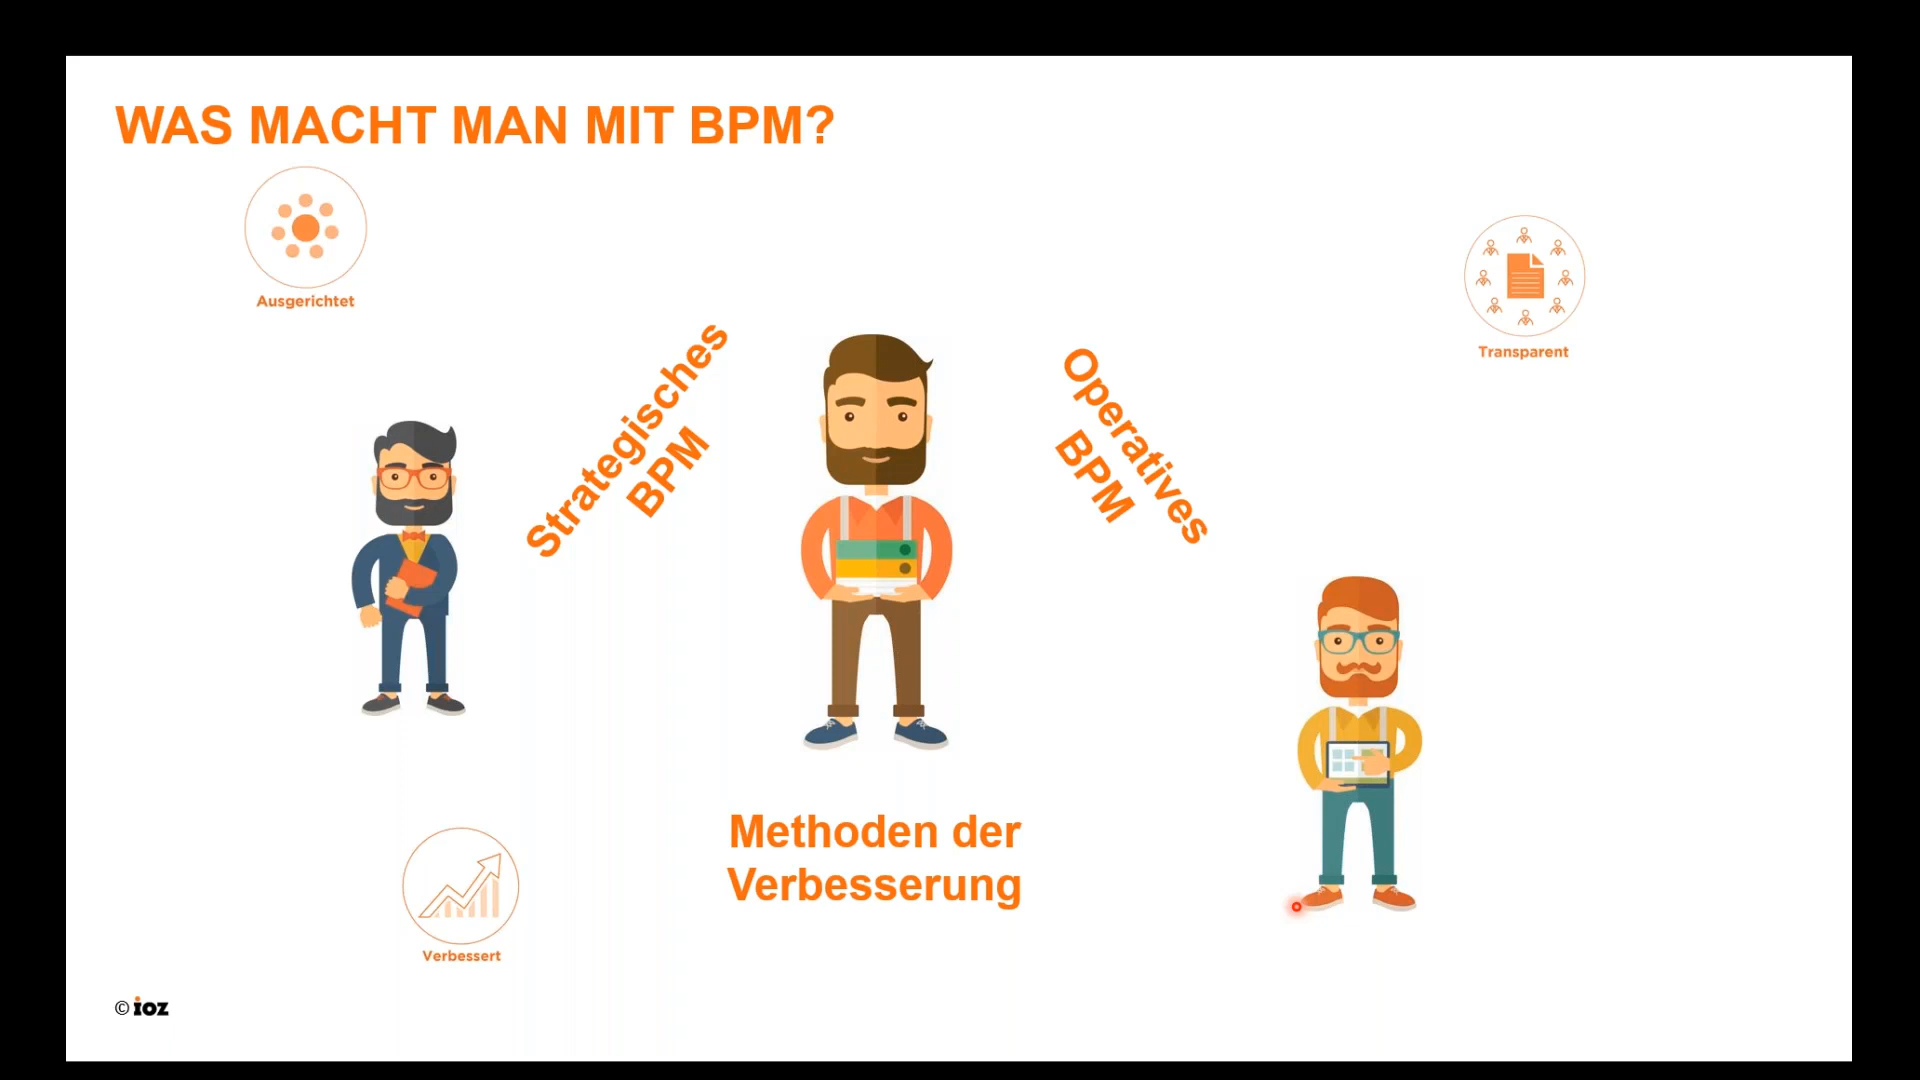 WAS MACHT MAN MIT BPM?
Ausgerichtet
Transparent
Strategisches
BPM
Operatives
BPM
Methoden der
Verbesserung
Verbessert
© ioz